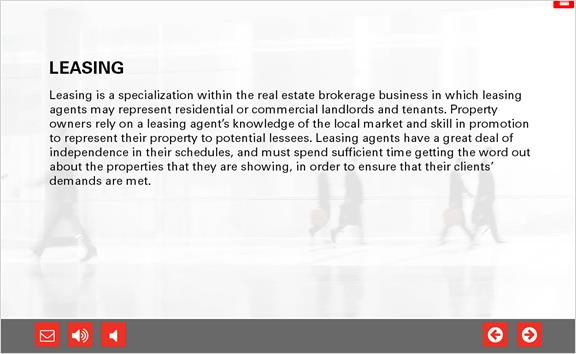 LEASING
Leasing is a specialization within the real estate brokerage business in which leasing
agents may represent residential or commercial landlords and tenants. Property
owners rely on a leasing agent’s knowledge of the local market and skill in promotion
to represent their property to potential lessees. Leasing agents have a great deal of
independence in their schedules, and must spend sufficient time getting the word out
about the properties that they are showing, in order to ensure that their clients’
demands are met.